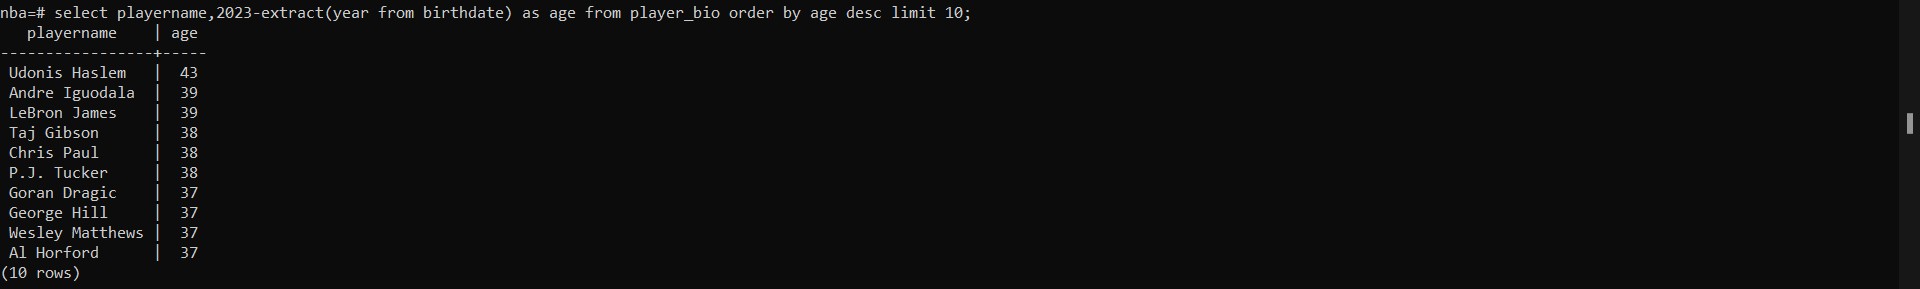 nba=# select playername,2023-extract(year from birthdate) as age from player_bio order by age desc limit 10;
   playername    | age
-----------------+-----
 Udonis Haslem   |  43
 Andre Iguodala  |  39
 LeBron James    |  39
 Taj Gibson      |  38
 Chris Paul      |  38
 P.J. Tucker     |  38
 Goran Dragic    |  37
 George Hill     |  37
 Wesley Matthews |  37
 Al Horford      |  37
(10 rows)